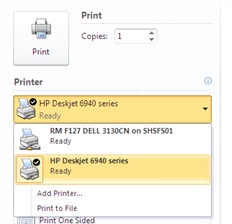 Print
Copies: 1
Print
Printer
HP Deskjet 6940 series
Ready
RM F127 DELL 3130CN on SHSFS01
Ready
HP Deskjet 6940 series
Ready
Add Printer...
Print to File
Print One Sided